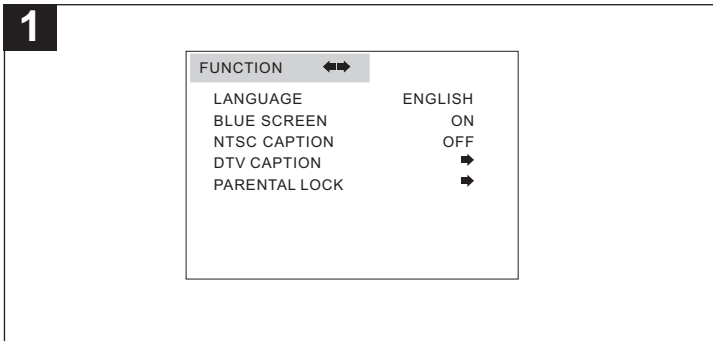 1
FUNCTION
LANGUAGE ENGLISH
BLUE SCREEN ON
NTSC CAPTION OFF
DTV CAPTION
PARENTAL LOCK